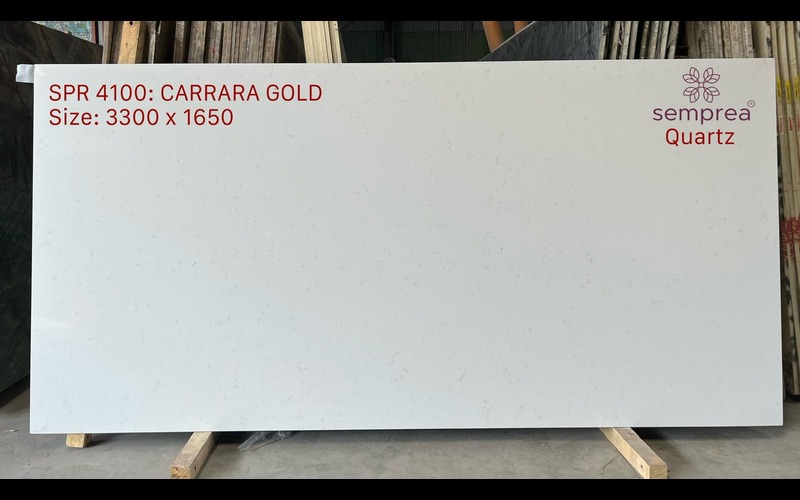 SPR 4100: CARRARA GOLD
Size: 3300 x 1650
semprea®
Quartz